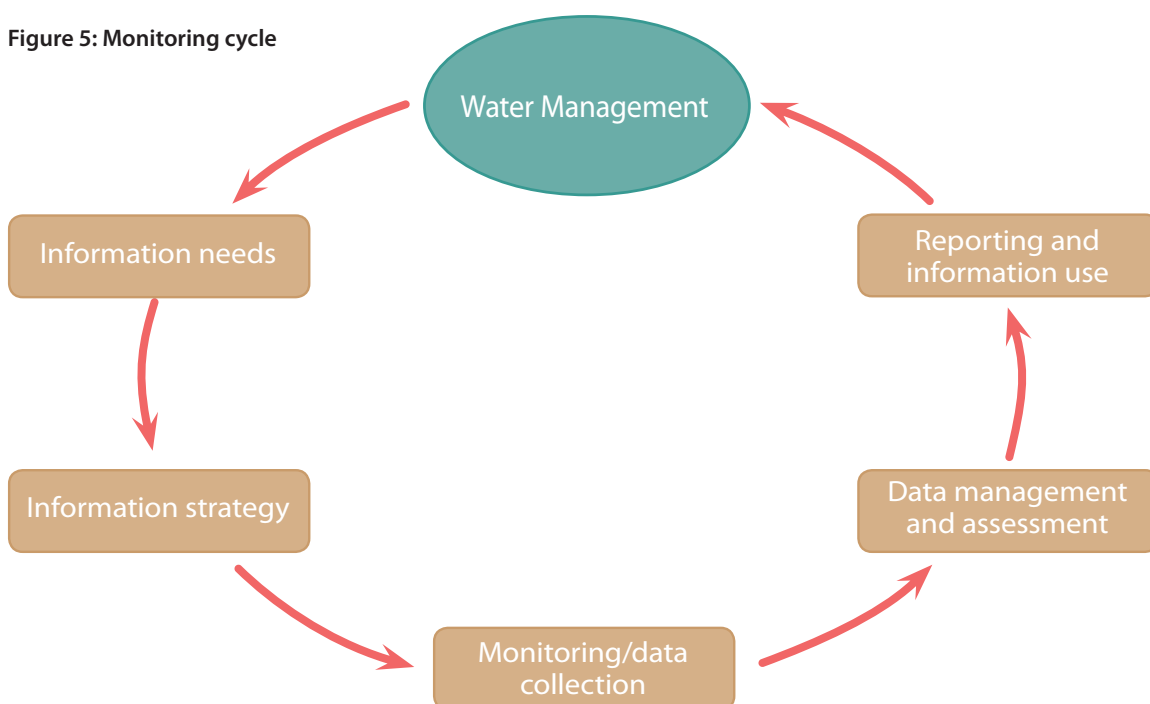 Figure 5: Monitoring cycle
Water Management
Information needs
Information strategy
Monitoring/data
collection
Data management
and assessment
Reporting and
information use